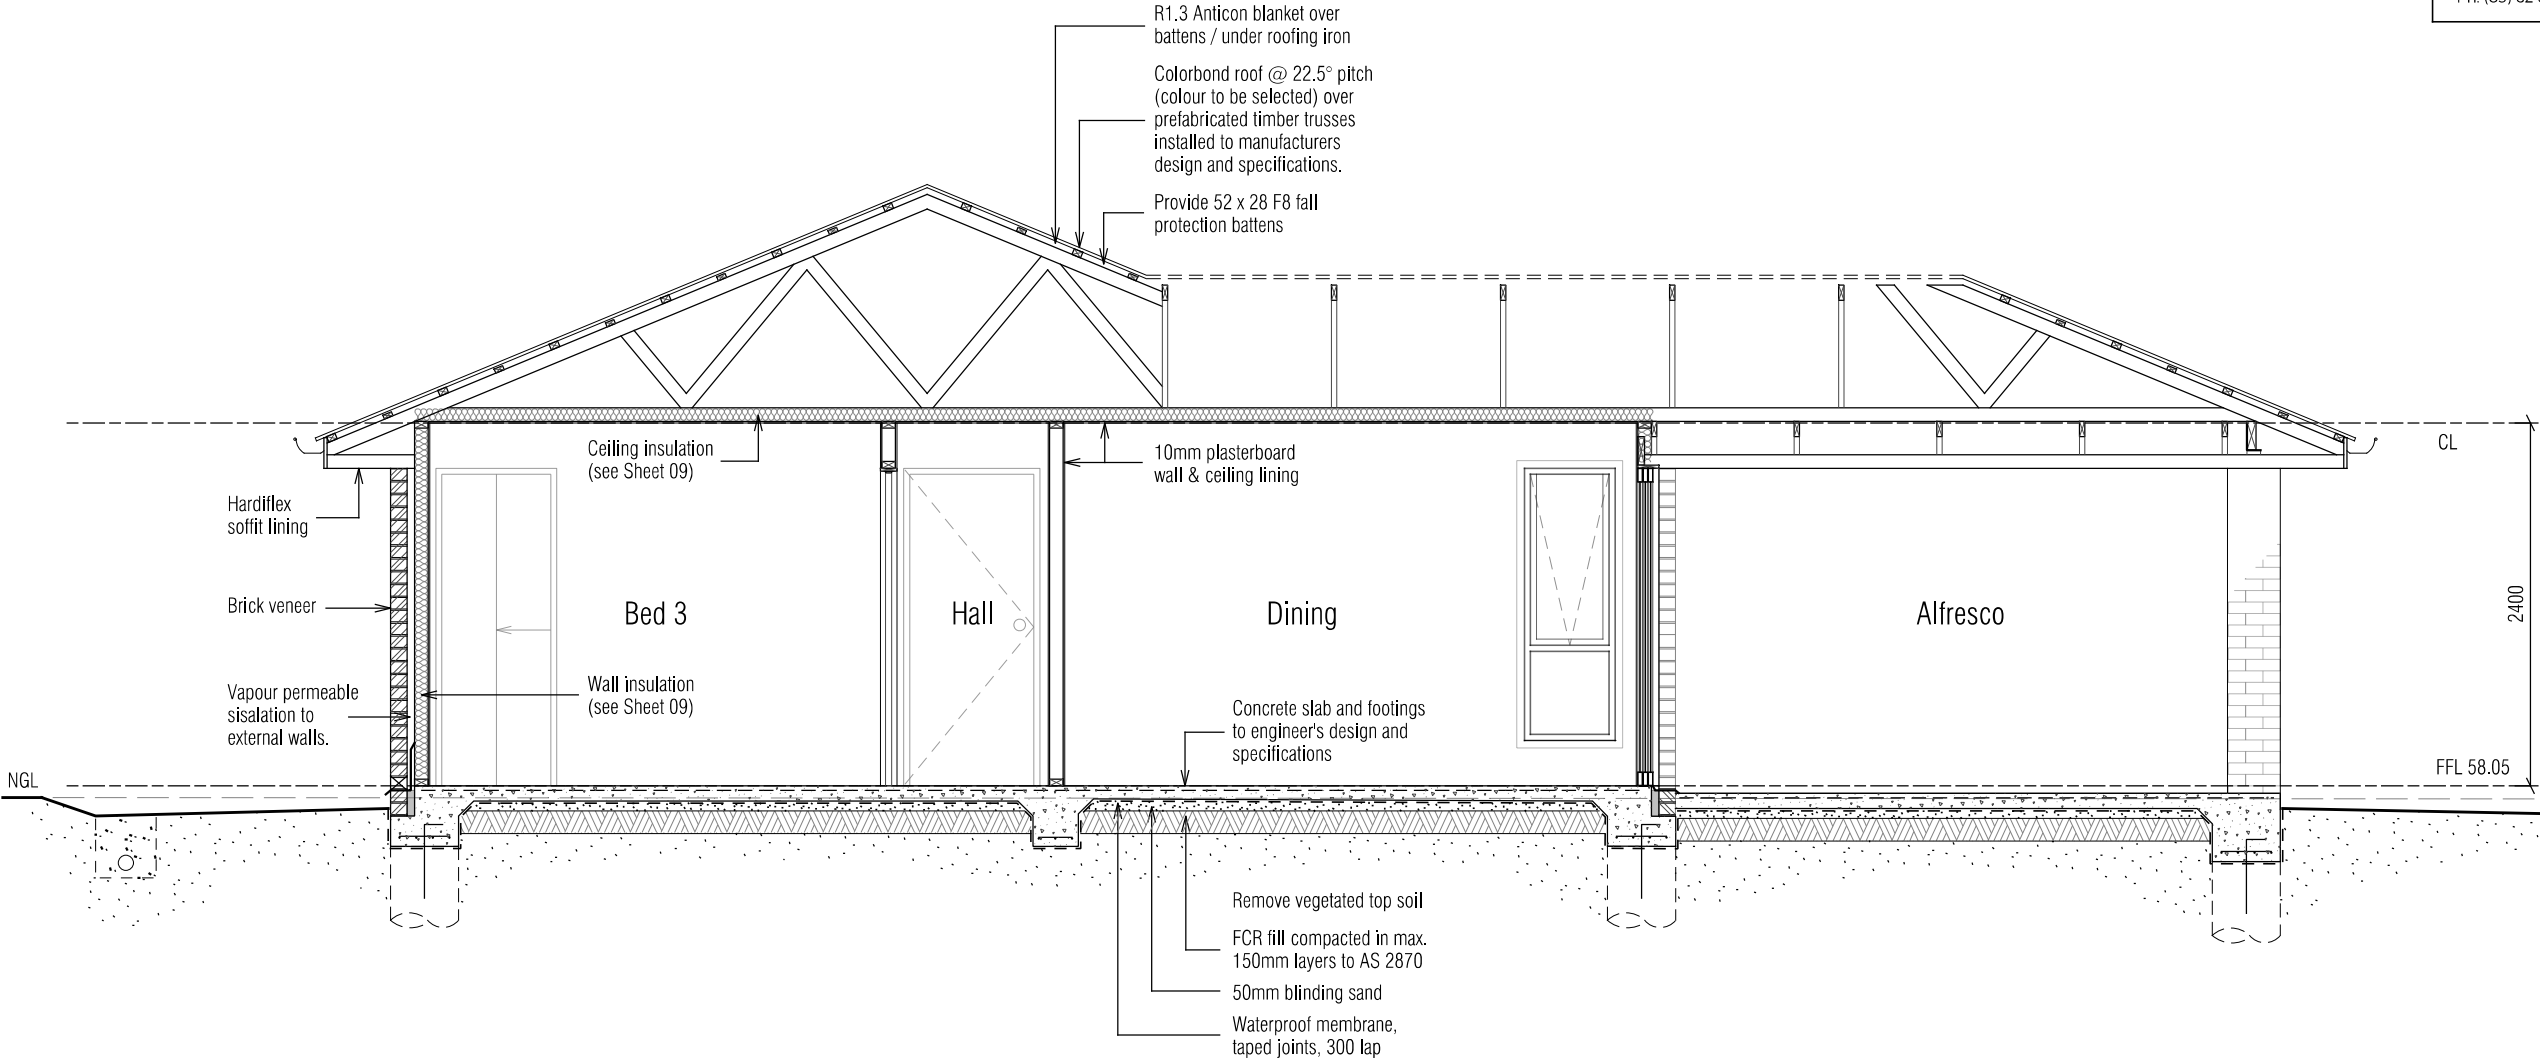 R1.3 Anticon blanket over
battens / under roofing iron
Colorbond roof @ 22.5° pitch
(colour to be selected) over
prefabricated timber trusses
installed to manufacturers
design and specifications.
Provide 52 x 28 F8 fall
protection battens
Ceiling insulation
(see Sheet 09)
10mm plasterboard
wall & ceiling lining
CL
Hardiflex
soffit lining
Brick veneer
Bed 3
Hall
Dining
Alfresco
2400
Wall insulation
(see Sheet 09)
Vapour permeable
sisalation to
external walls.
Concrete slab and footings
to engineer's design and
specifications
NGL
FFL 58.05
Remove vegetated top soil
FCR fill compacted in max.
150mm layers to AS 2870
50mm blinding sand
Waterproof membrane,
taped joints, 300 lap